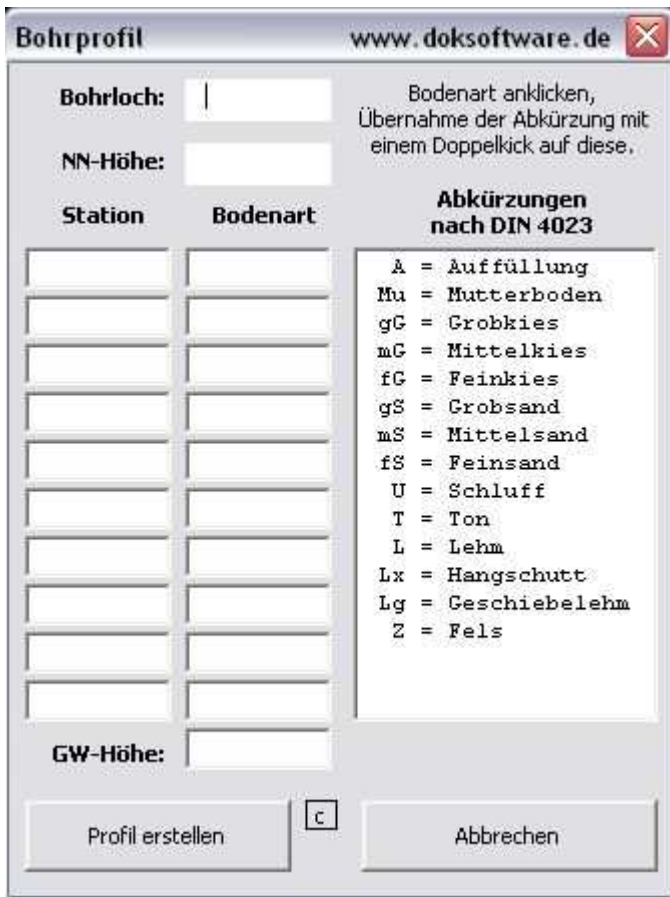 Bohrprofil www.doksoftware.de
Bohrloch:
NN-Höhe:
Bodenart anklicken,
Übernahme der Abkürzung mit
einem Doppelkick auf diese.
Station Bodenart
Abkürzungen
nach DIN 4023
A = Auffüllung
Mu = Mutterboden
gG = Grobkies
mG = Mittelkies
fG = Feinkies
gS = Grobsand
mS = Mittelsand
fS = Feinsand
U = Schluff
T = Ton
L = Lehm
Lx = Hangschutt
Lg = Geschiebelehm
Z = Fels
GW-Höhe:
Profil erstellen c Abbrechen